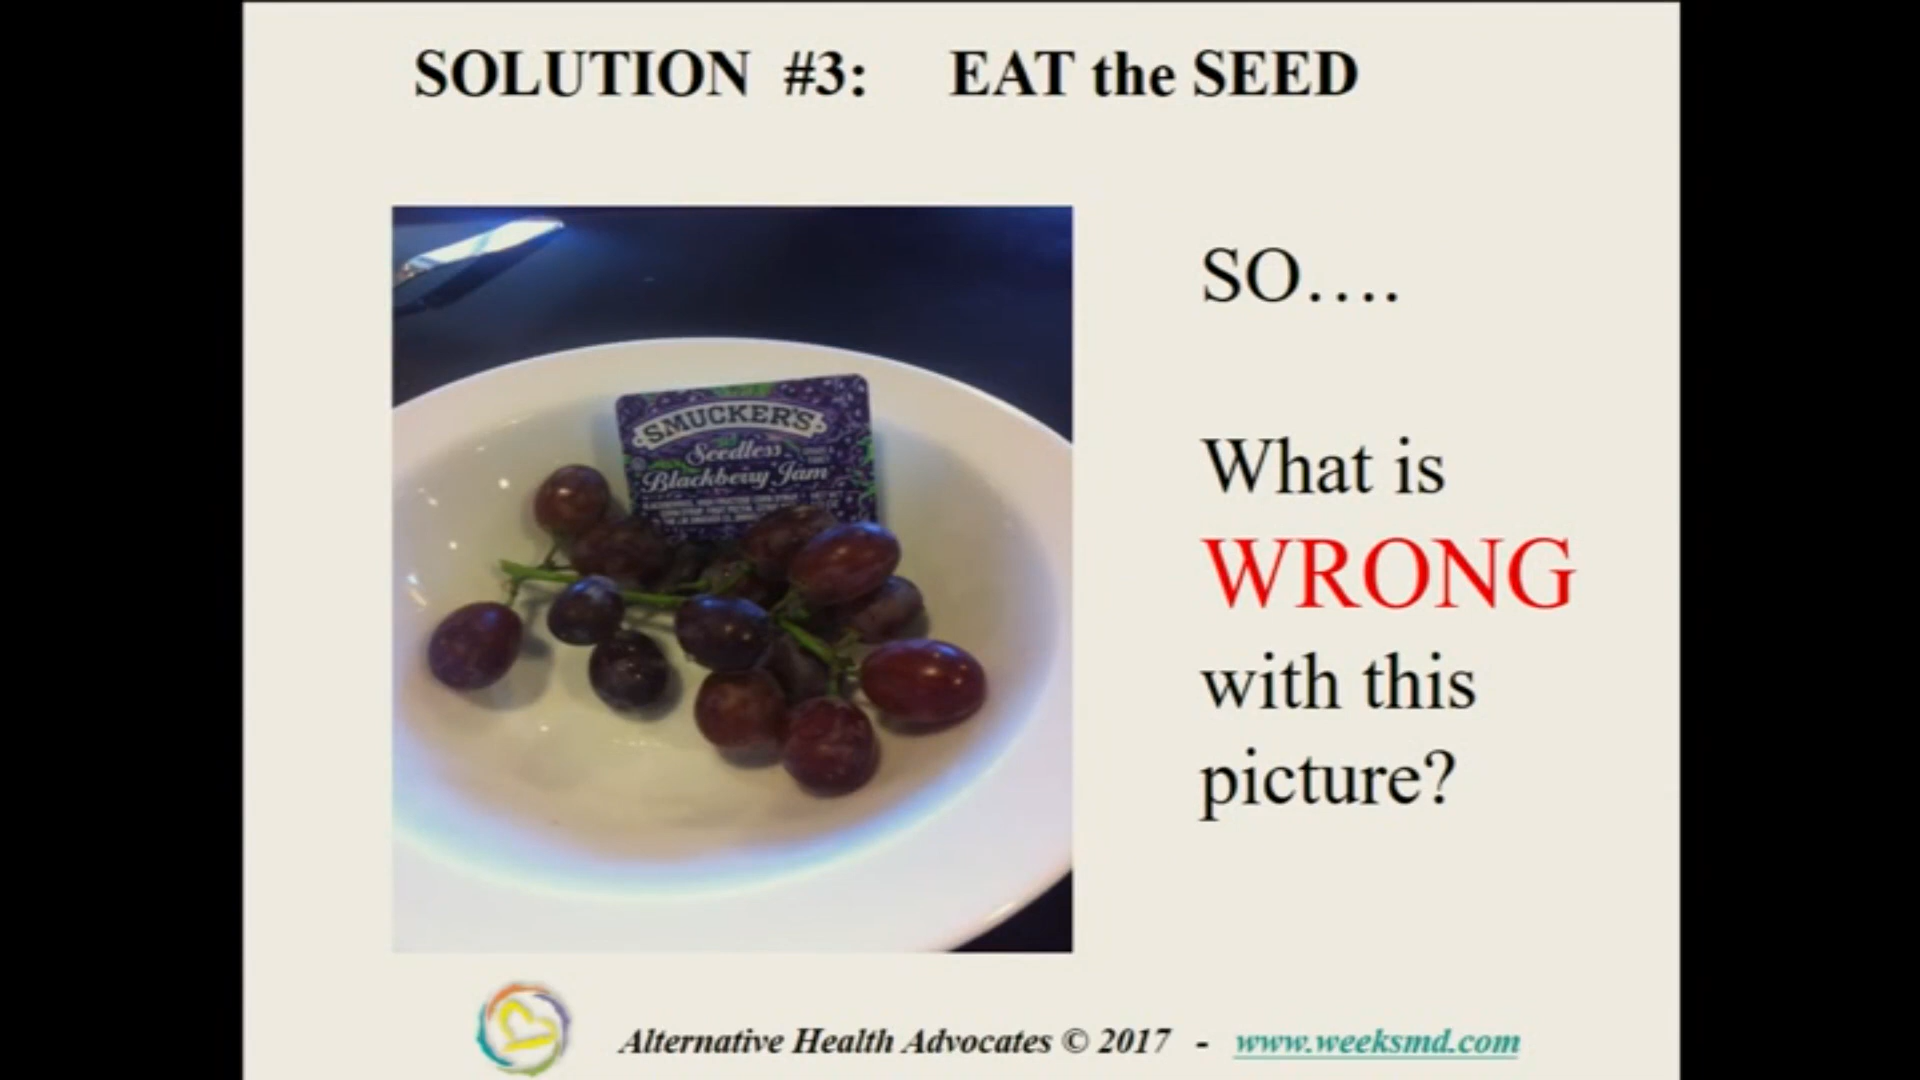 SOLUTION #3: EAT the SEED
SO....
What is
WRONG
with this
picture?
SMUCKER'S
Seedless
Blackberry Jam
Alternative Health Advocates © 2017 - www.weeksmd.com